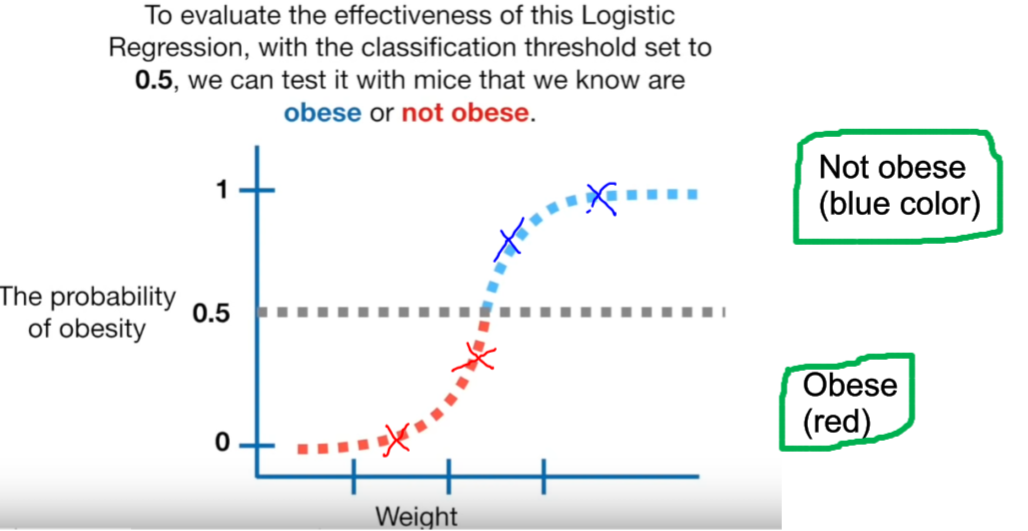 To evaluate the effectiveness of this Logistic
Regression, with the classification threshold set to
0.5, we can test it with mice that we know are
obese or not obese.
1
Not obese
(blue color)
The probability
of obesity
0.5
Obese
(red)
0
Weight